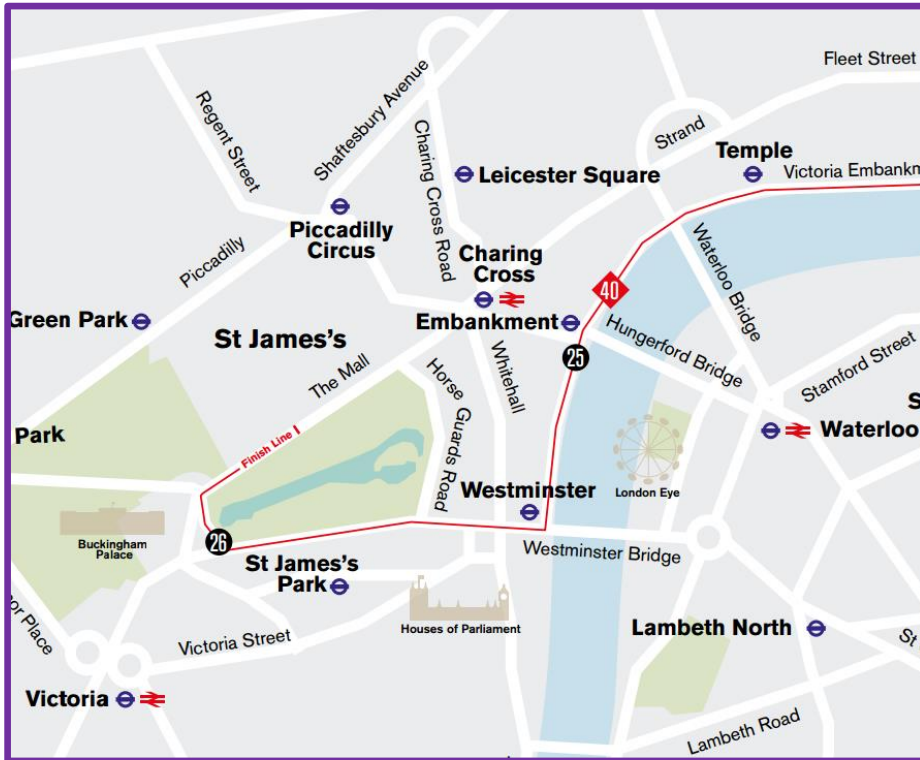 Fleet Street
Regent Street
Shaftesbury Avenue
Charing Cross Road
Strand
Temple
Victoria Embankm
Leicester Square
Piccadilly
Circus
Piccadilly
Charing
Cross
Waterloo Bridge
40
Green Park
St James's
Embankment
Hungerford Bridge
25
Whitehall
Stamford Street
The Mall
Horse
Guards Road
S
Park
Finish Line
Waterloo
London Eye
Westminster
26
Buckingham
Palace
Westminster Bridge
St James's
Park
Houses of Parliament
or Place
Victoria Street
Lambeth North
St
Victoria
Lambeth Road